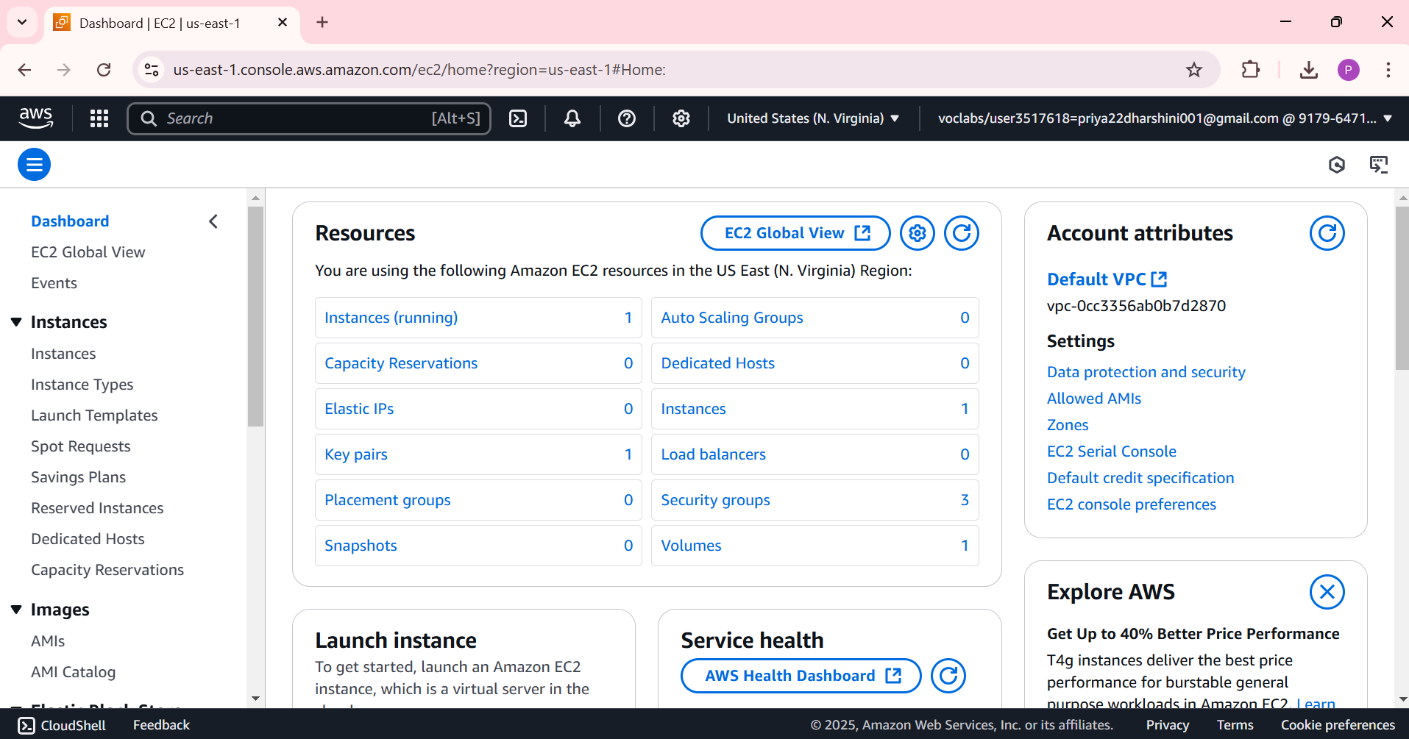 Dashboard | EC2 | us-east-1
us-east-1.console.aws.amazon.com/ec2/home?region=us-east-1#Home:
P
aws
Search
[Alt+S]
United States (N. Virginia)
voclabs/user3517618=priya22dharshini001@gmail.com @ 9179-6471...
Dashboard
EC2 Global View
Events
Instances
Instances
Instance Types
Launch Templates
Spot Requests
Savings Plans
Reserved Instances
Dedicated Hosts
Capacity Reservations
Images
AMIs
AMI Catalog
Elastic Block Store
Resources
EC2 Global View
You are using the following Amazon EC2 resources in the US East (N. Virginia) Region:
Instances (running) 1
Auto Scaling Groups 0
Capacity Reservations 0
Dedicated Hosts 0
Elastic IPs 0
Instances 1
Key pairs 1
Load balancers 0
Placement groups 0
Security groups 3
Snapshots 0
Volumes 1
Launch instance
To get started, launch an Amazon EC2
instance, which is a virtual server in the
Service health
AWS Health Dashboard
Account attributes
Default VPC
vpc-0cc3356ab0b7d2870
Settings
Data protection and security
Allowed AMIs
Zones
EC2 Serial Console
Default credit specification
EC2 console preferences
Explore AWS
Get Up to 40% Better Price Performance
T4g instances deliver the best price
performance for burstable general
purpose workloads in Amazon EC2. Learn
CloudShell
Feedback
© 2025, Amazon Web Services, Inc. or its affiliates.
Privacy
Terms
Cookie preferences